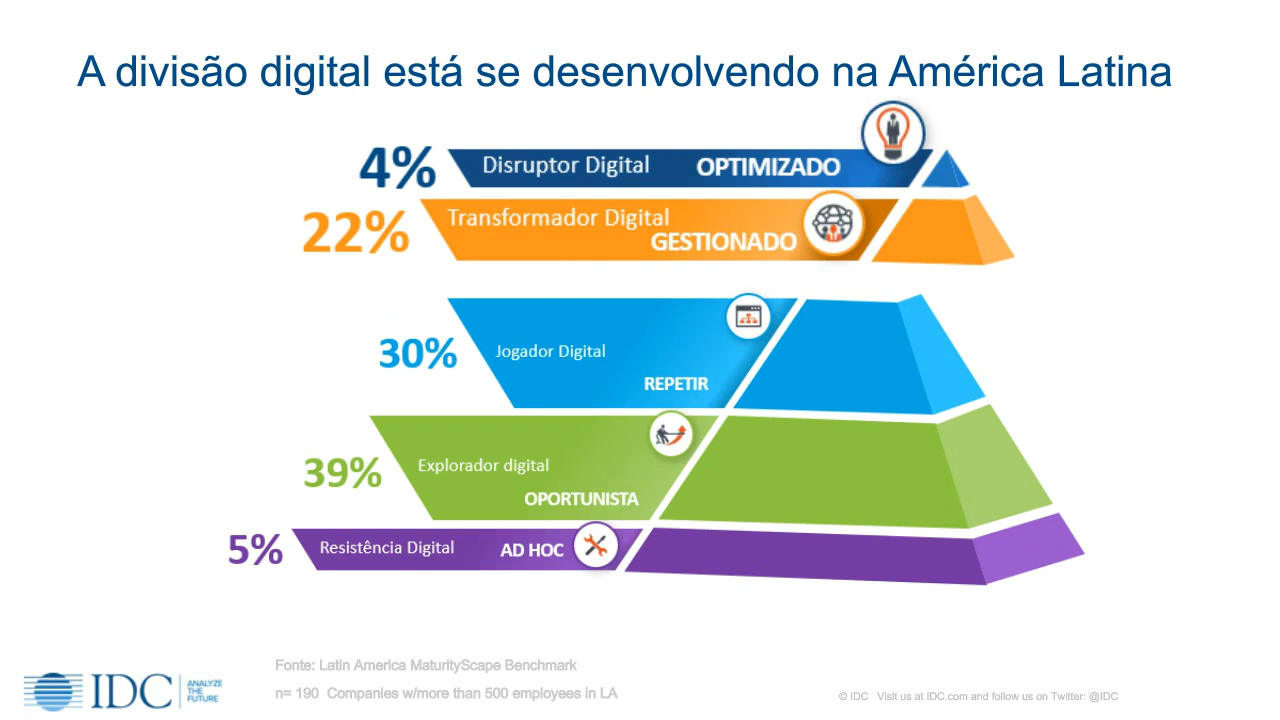 A divisão digital está se desenvolvendo na América Latina
4% Disruptor Digital OPTIMIZADO
22% Transformador Digital
GESTIONADO
30% Jogador Digital
REPETIR
39% Explorador digital
OPORTUNISTA
5% Resistência Digital AD HOC
IDC ANALYZE
THE
FUTURE
Fonte: Latin America MaturityScape Benchmark
n= 190 Companies w/more than 500 employees in LA
© IDC Visit us at IDC.com and follow us on Twitter: @IDC